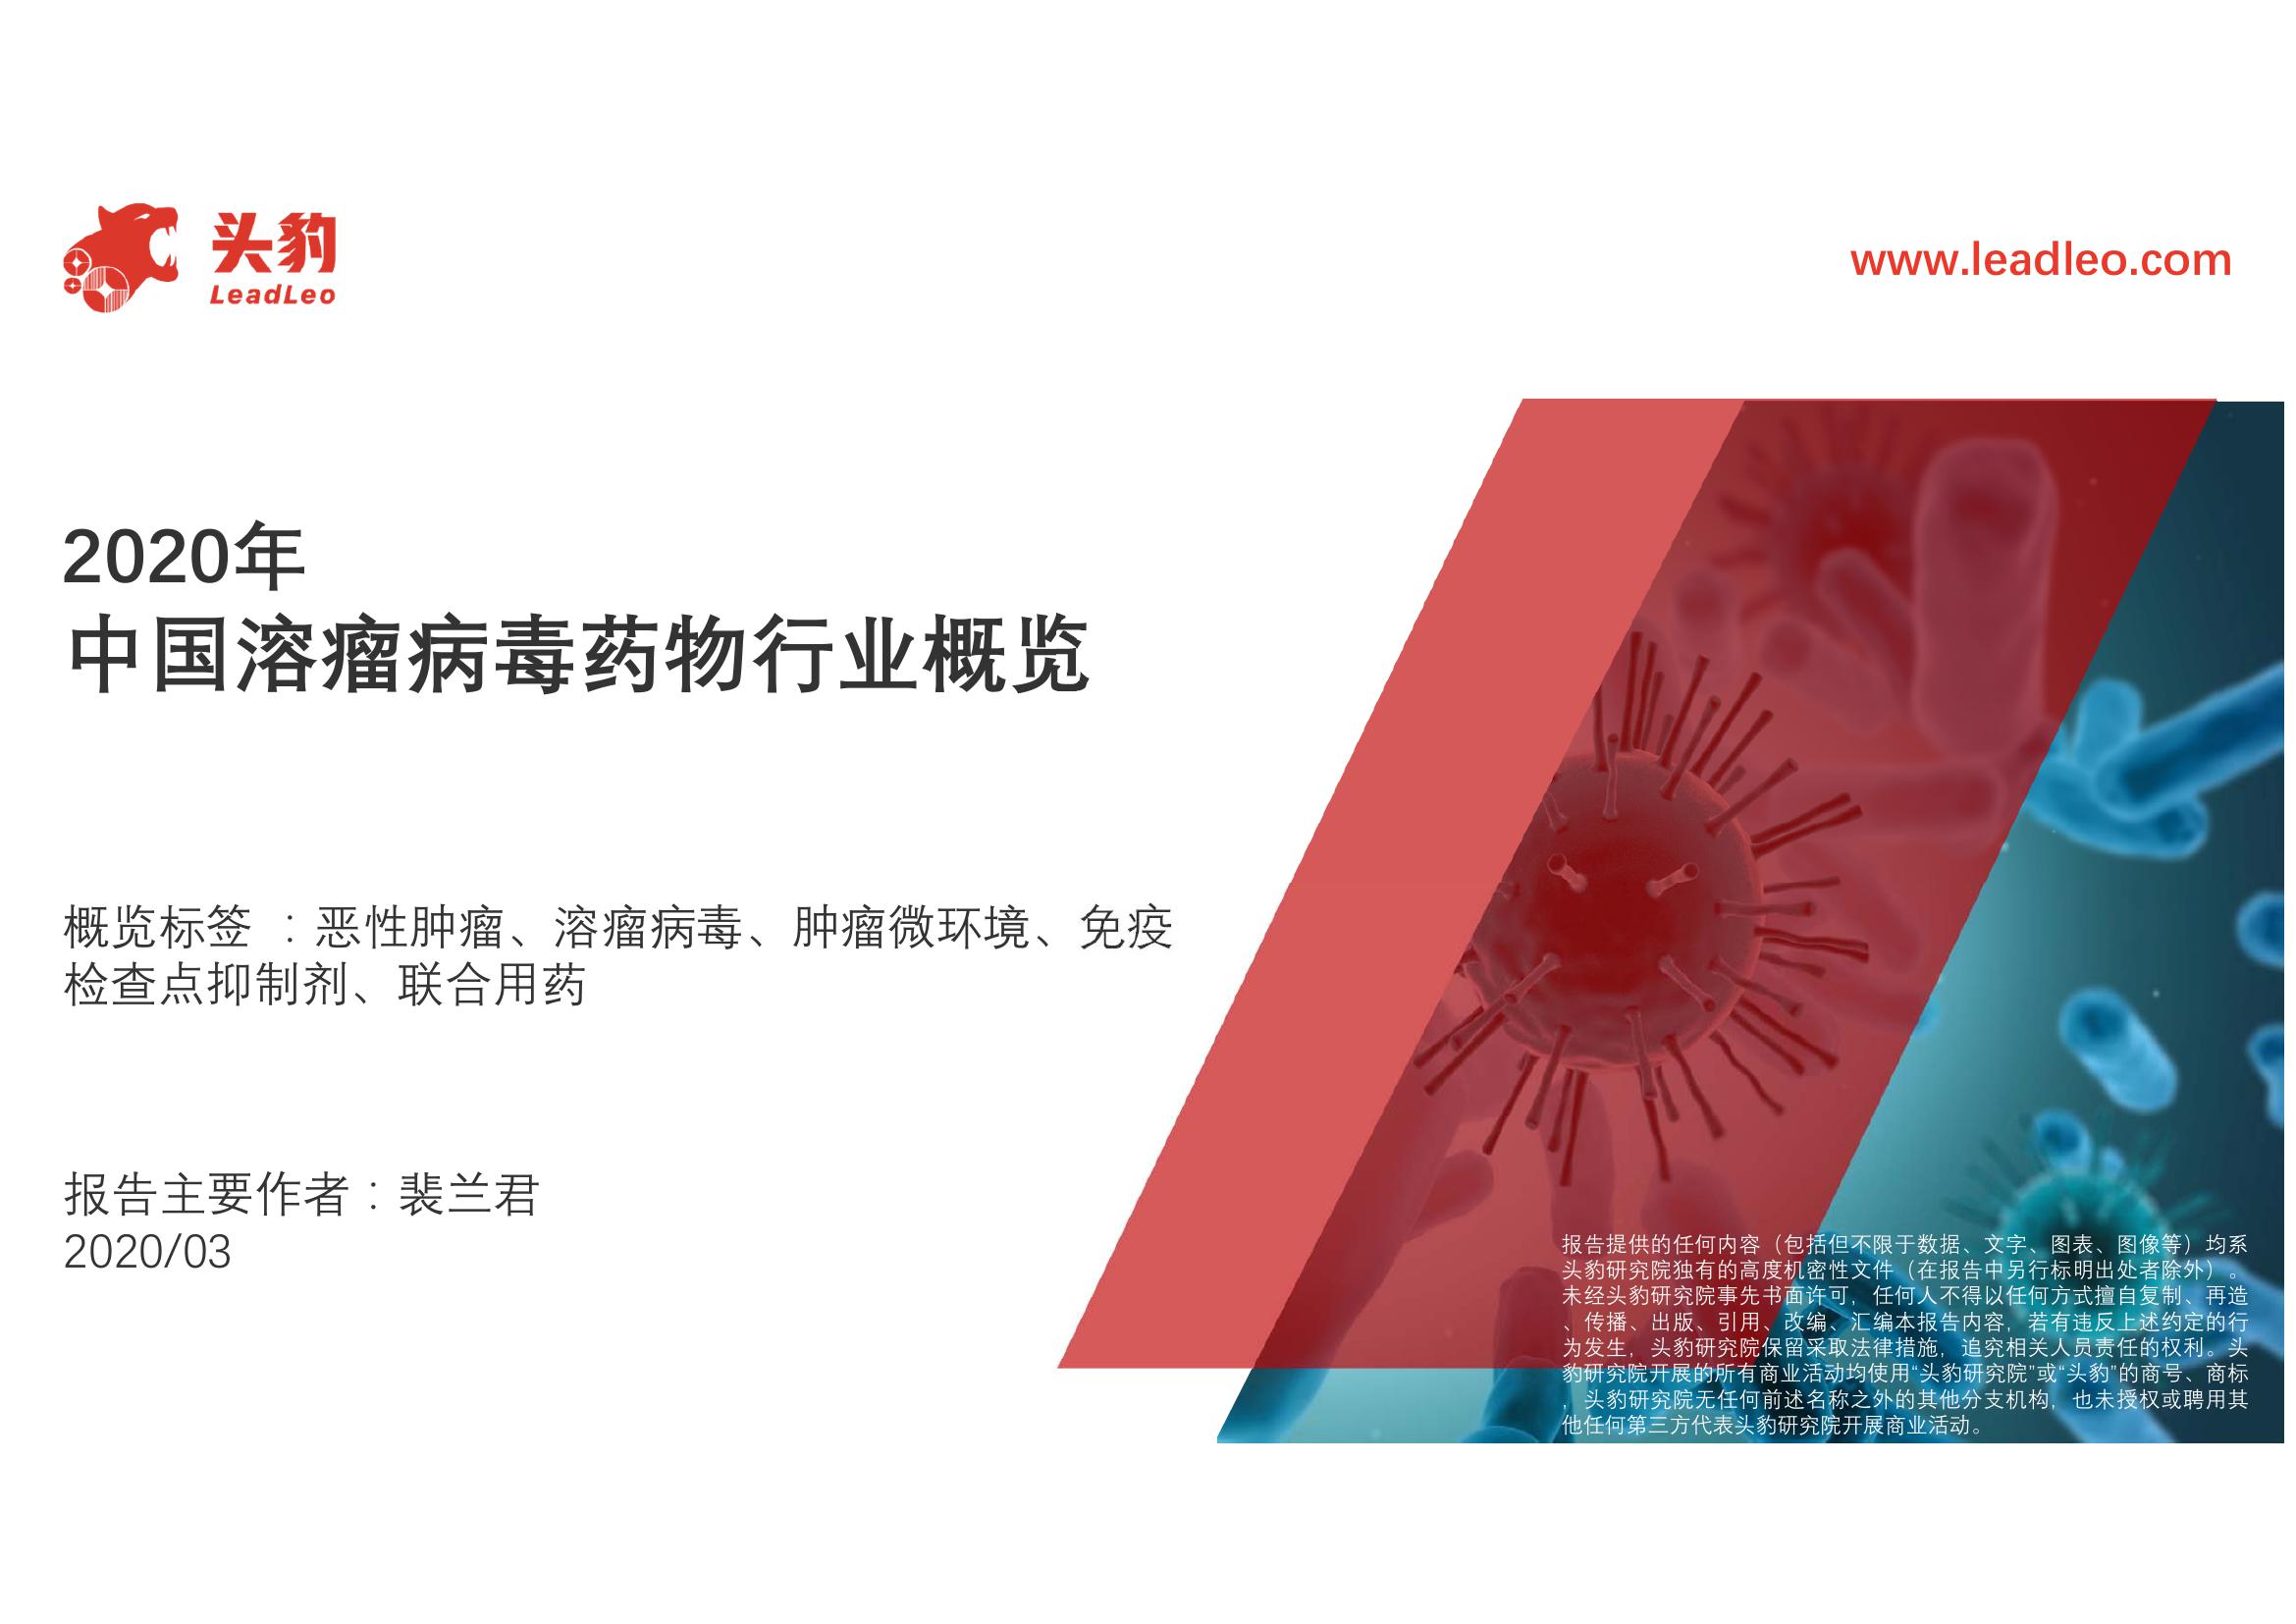 头豹
LeadLeo
www.leadleo.com
2020年
中国溶瘤病毒药物行业概览
概览标签 ：恶性肿瘤、溶瘤病毒、肿瘤微环境、免疫
检查点抑制剂、联合用药
报告主要作者：裴兰君
2020/03
报告提供的任何内容（包括但不限于数据、文字、图表、图像等）均系
头豹研究院独有的高度机密性文件（在报告中另行标明出处者除外）。
未经头豹研究院事先书面许可，任何人不得以任何方式擅自复制、再造
、传播、出版、引用、改编、汇编本报告内容，若有违反上述约定的行
为发生，头豹研究院保留采取法律措施，追究相关人员责任的权利。头
豹研究院开展的所有商业活动均使用“头豹研究院”或“头豹”的商号、商标
，头豹研究院无任何前述名称之外的其他分支机构，也未授权或聘用其
他任何第三方代表头豹研究院开展商业活动。